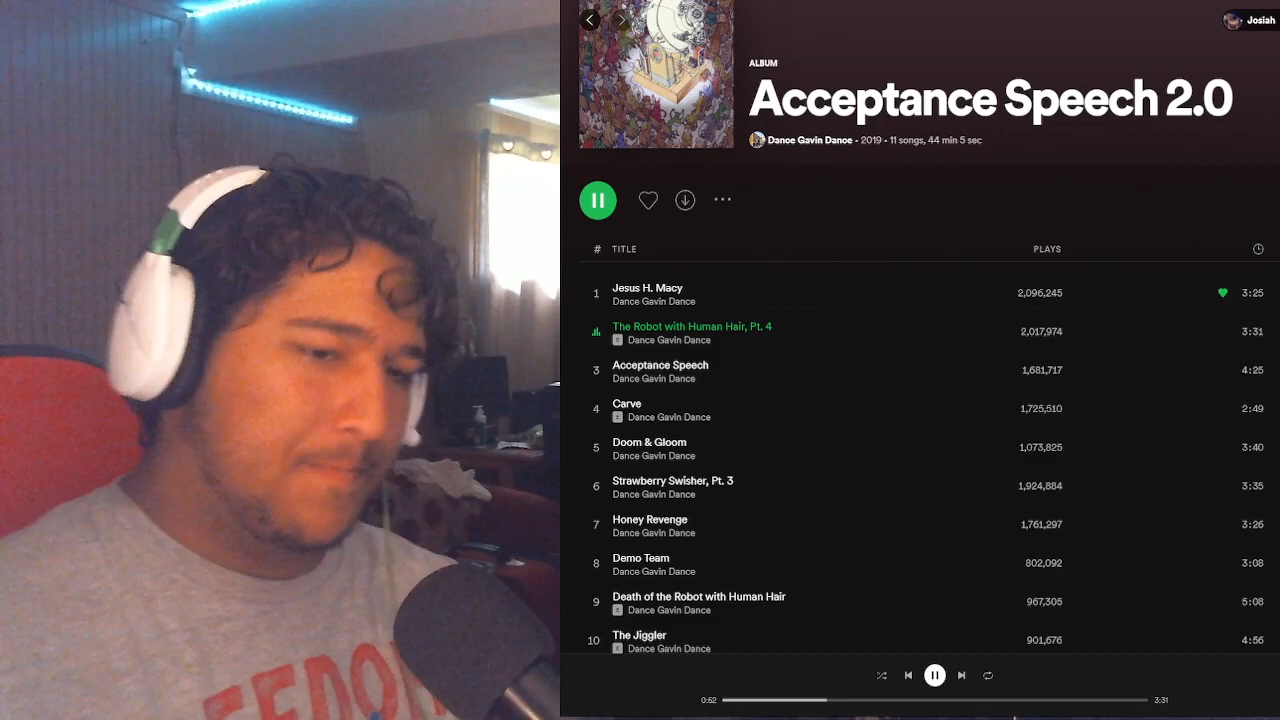 Josiah
ALBUM
Acceptance Speech 2.0
Dance Gavin Dance • 2019 • 11 songs, 44 min 5 sec
# TITLE PLAYS
1 Jesus H. Macy 2,096,245 3:25
Dance Gavin Dance
The Robot with Human Hair, Pt. 4 2,017,974 3:31
E Dance Gavin Dance
3 Acceptance Speech 1,681,717 4:25
Dance Gavin Dance
4 Carve 1,725,510 2:49
E Dance Gavin Dance
5 Doom & Gloom 1,073,825 3:40
Dance Gavin Dance
6 Strawberry Swisher, Pt. 3 1,924,884 3:35
Dance Gavin Dance
7 Honey Revenge 1,761,297 3:26
Dance Gavin Dance
8 Demo Team 802,092 3:08
Dance Gavin Dance
9 Death of the Robot with Human Hair 967,305 5:08
E Dance Gavin Dance
10 The Jiggler 901,676 4:56
E Dance Gavin Dance
0:52 3:31